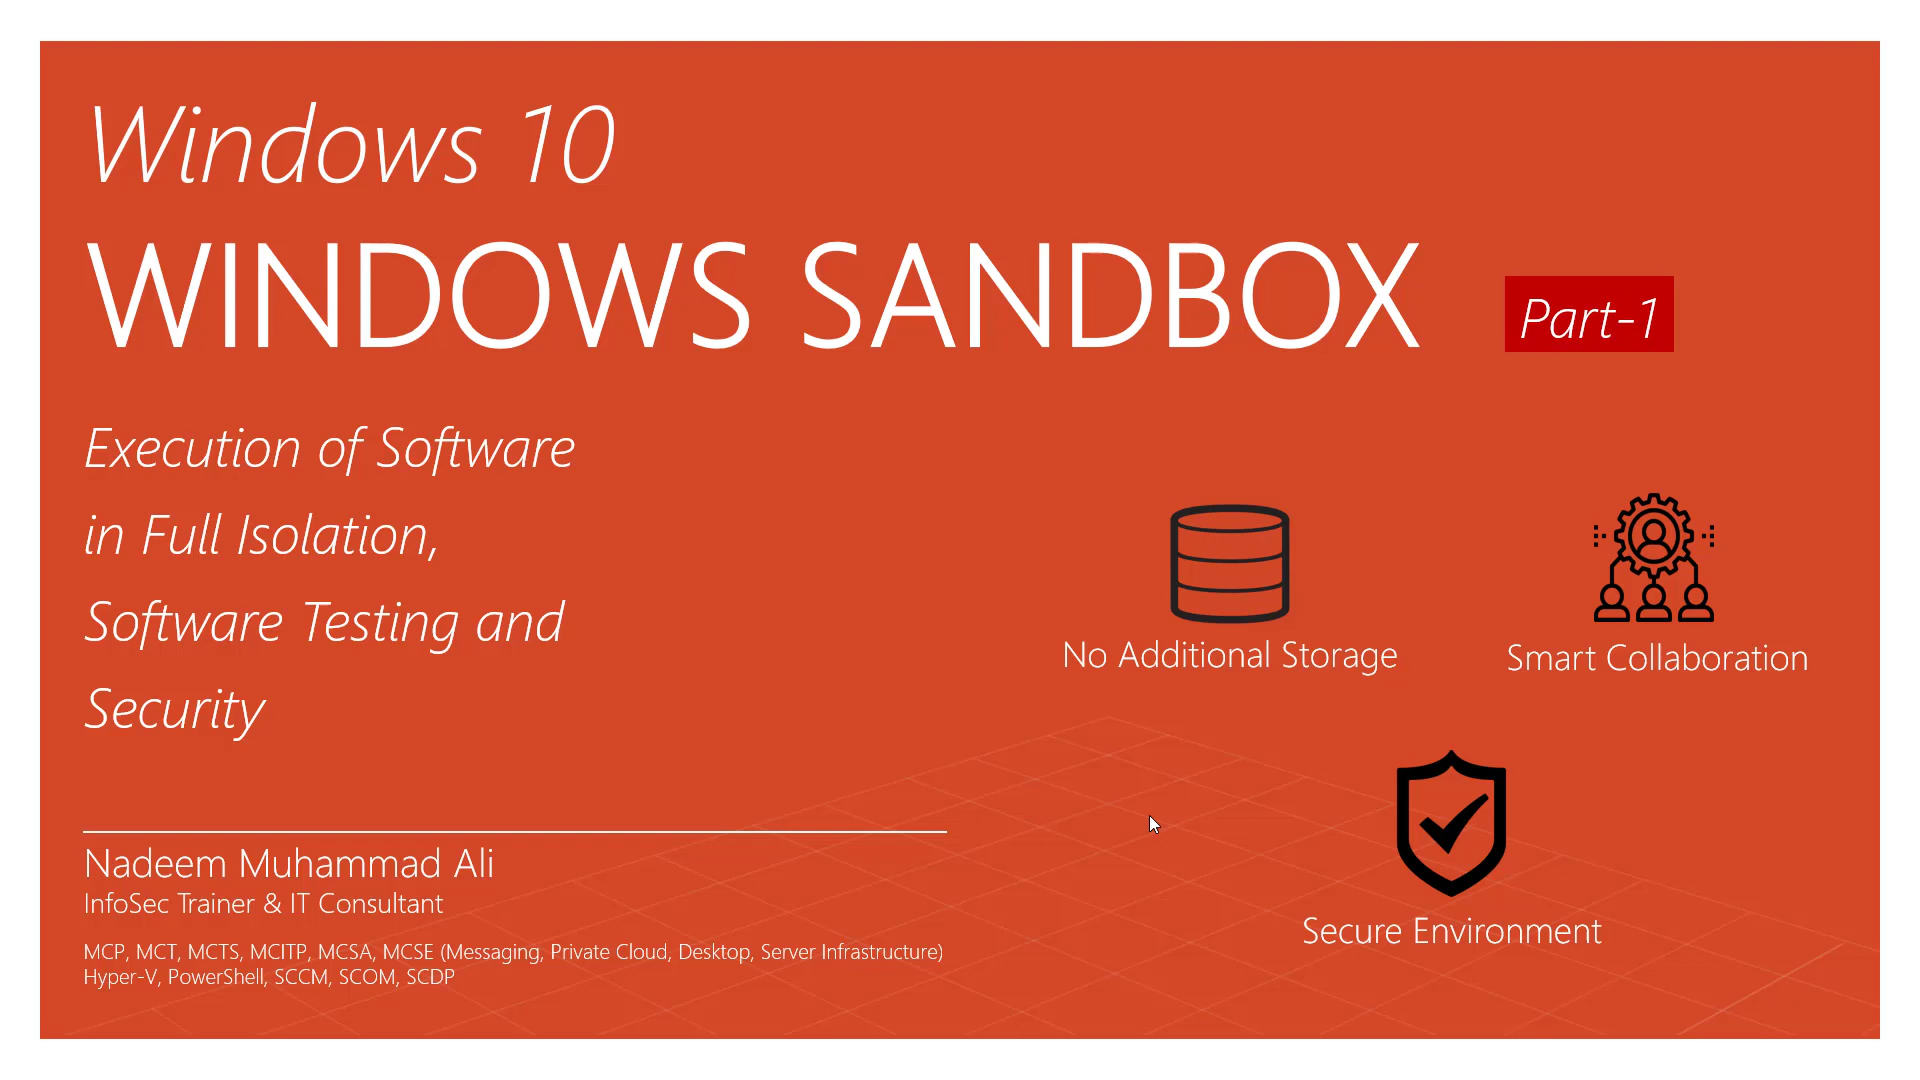 Windows 10
WINDOWS SANDBOX
Part-1
Execution of Software
in Full Isolation,
Software Testing and
Security
No Additional Storage
Smart Collaboration
Secure Environment
Nadeem Muhammad Ali
InfoSec Trainer & IT Consultant
MCP, MCT, MCTS, MCITP, MCSA, MCSE (Messaging, Private Cloud, Desktop, Server Infrastructure)
Hyper-V, PowerShell, SCCM, SCOM, SCDP